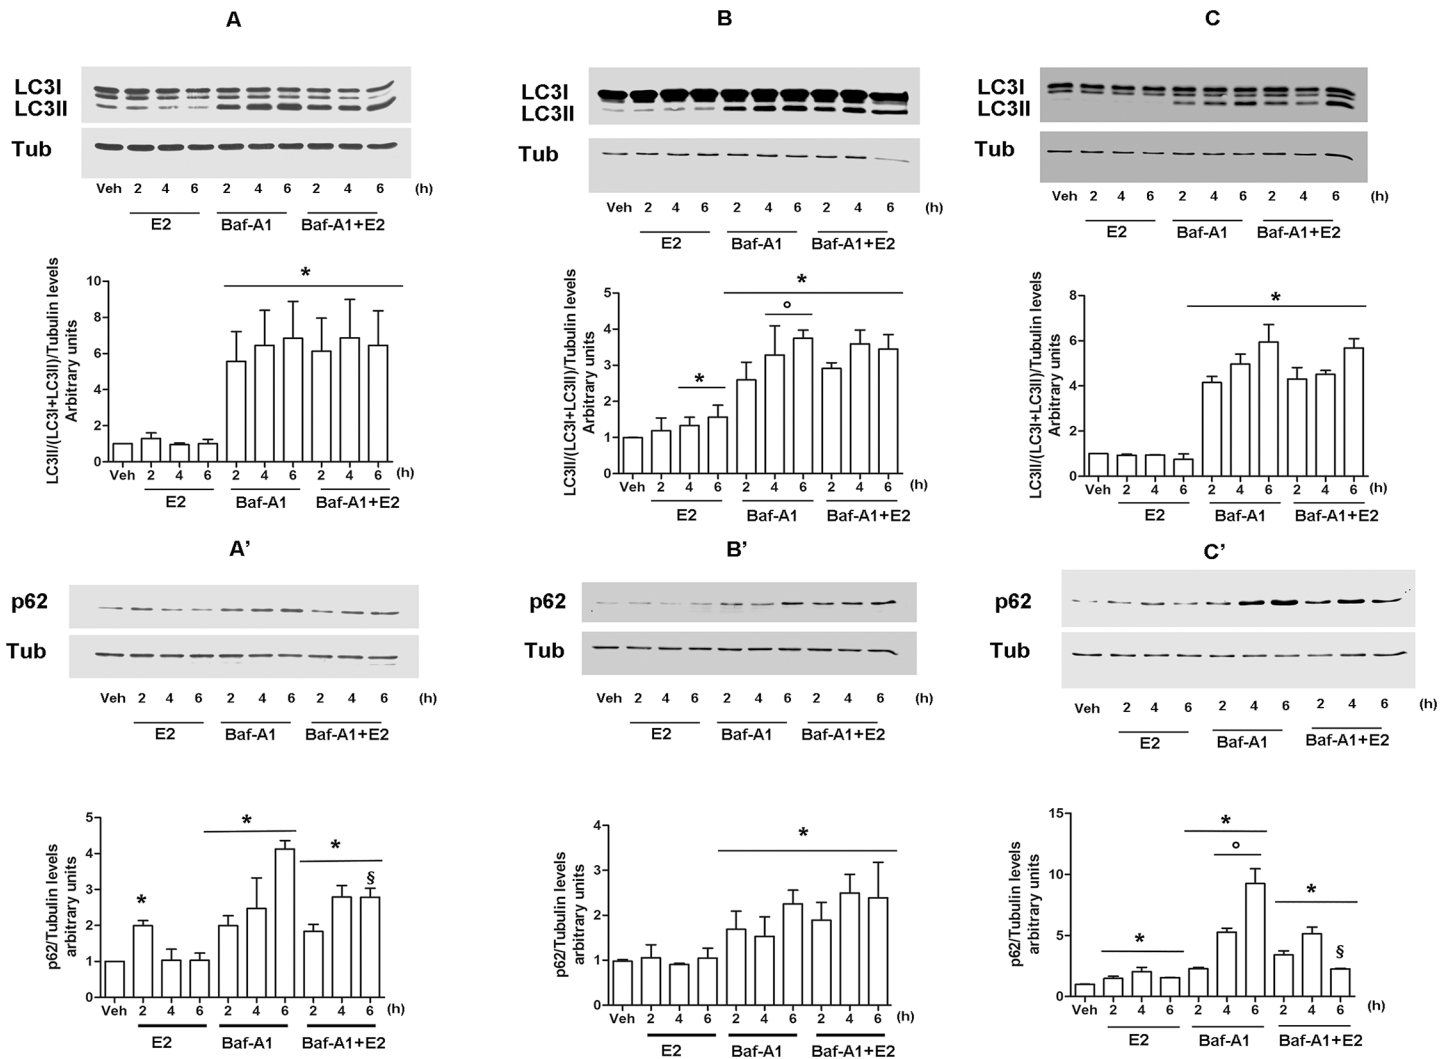 A
LC3I
LC3II
Tub
Veh 2 4 6 2 4 6 2 4 6 (h)
E2 Baf-A1 Baf-A1+E2
LC3II/(LC3I+LC3II)/Tubulin levels
Arbitrary units
*
10
8
6
4
2
0
Veh 2 4 6 2 4 6 2 4 6 (h)
E2 Baf-A1 Baf-A1+E2
B
LC3I
LC3II
Tub
Veh 2 4 6 2 4 6 2 4 6 (h)
E2 Baf-A1 Baf-A1+E2
LC3II/(LC3I+LC3II)/Tubulin levels
Arbitrary units
*
°
*
5
4
3
2
1
0
Veh 2 4 6 2 4 6 2 4 6 (h)
E2 Baf-A1 Baf-A1+E2
C
LC3I
LC3II
Tub
Veh 2 4 6 2 4 6 2 4 6 (h)
E2 Baf-A1 Baf-A1+E2
LC3II/(LC3I+LC3II)/Tubulin levels
Arbitrary units
*
8
6
4
2
0
Veh 2 4 6 2 4 6 2 4 6 (h)
E2 Baf-A1 Baf-A1+E2
A'
p62
Tub
Veh 2 4 6 2 4 6 2 4 6 (h)
E2 Baf-A1 Baf-A1+E2
p62/Tubulin levels
arbitrary units
* * * §
5
4
3
2
1
0
Veh 2 4 6 2 4 6 2 4 6 (h)
E2 Baf-A1 Baf-A1+E2
B'
p62
Tub
Veh 2 4 6 2 4 6 2 4 6 (h)
E2 Baf-A1 Baf-A1+E2
p62/Tubulin levels
arbitrary units
*
4
3
2
1
0
Veh 2 4 6 2 4 6 2 4 6 (h)
E2 Baf-A1 Baf-A1+E2
C'
p62
Tub
Veh 2 4 6 2 4 6 2 4 6 (h)
E2 Baf-A1 Baf-A1+E2
p62/Tubulin levels
arbitrary units
* * ° * §
15
10
5
0
Veh 2 4 6 2 4 6 2 4 6 (h)
E2 Baf-A1 Baf-A1+E2